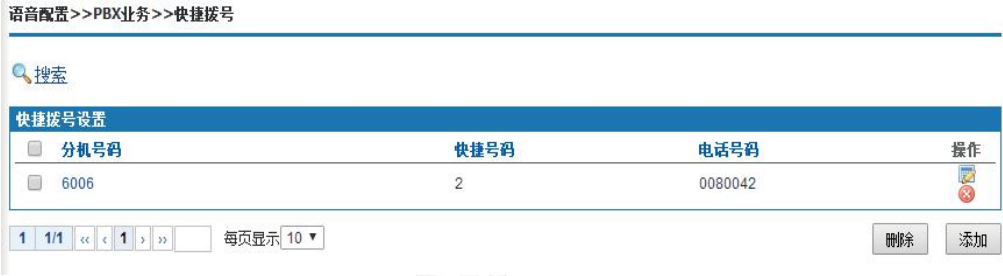 语音配置>>PBX业务>>快捷拨号
搜索
快捷拨号设置
分机号码 快捷号码 电话号码 操作
6006 2 0080042
1 1/1 « ‹ 1 › » 每页显示 10 ▼ 删除 添加